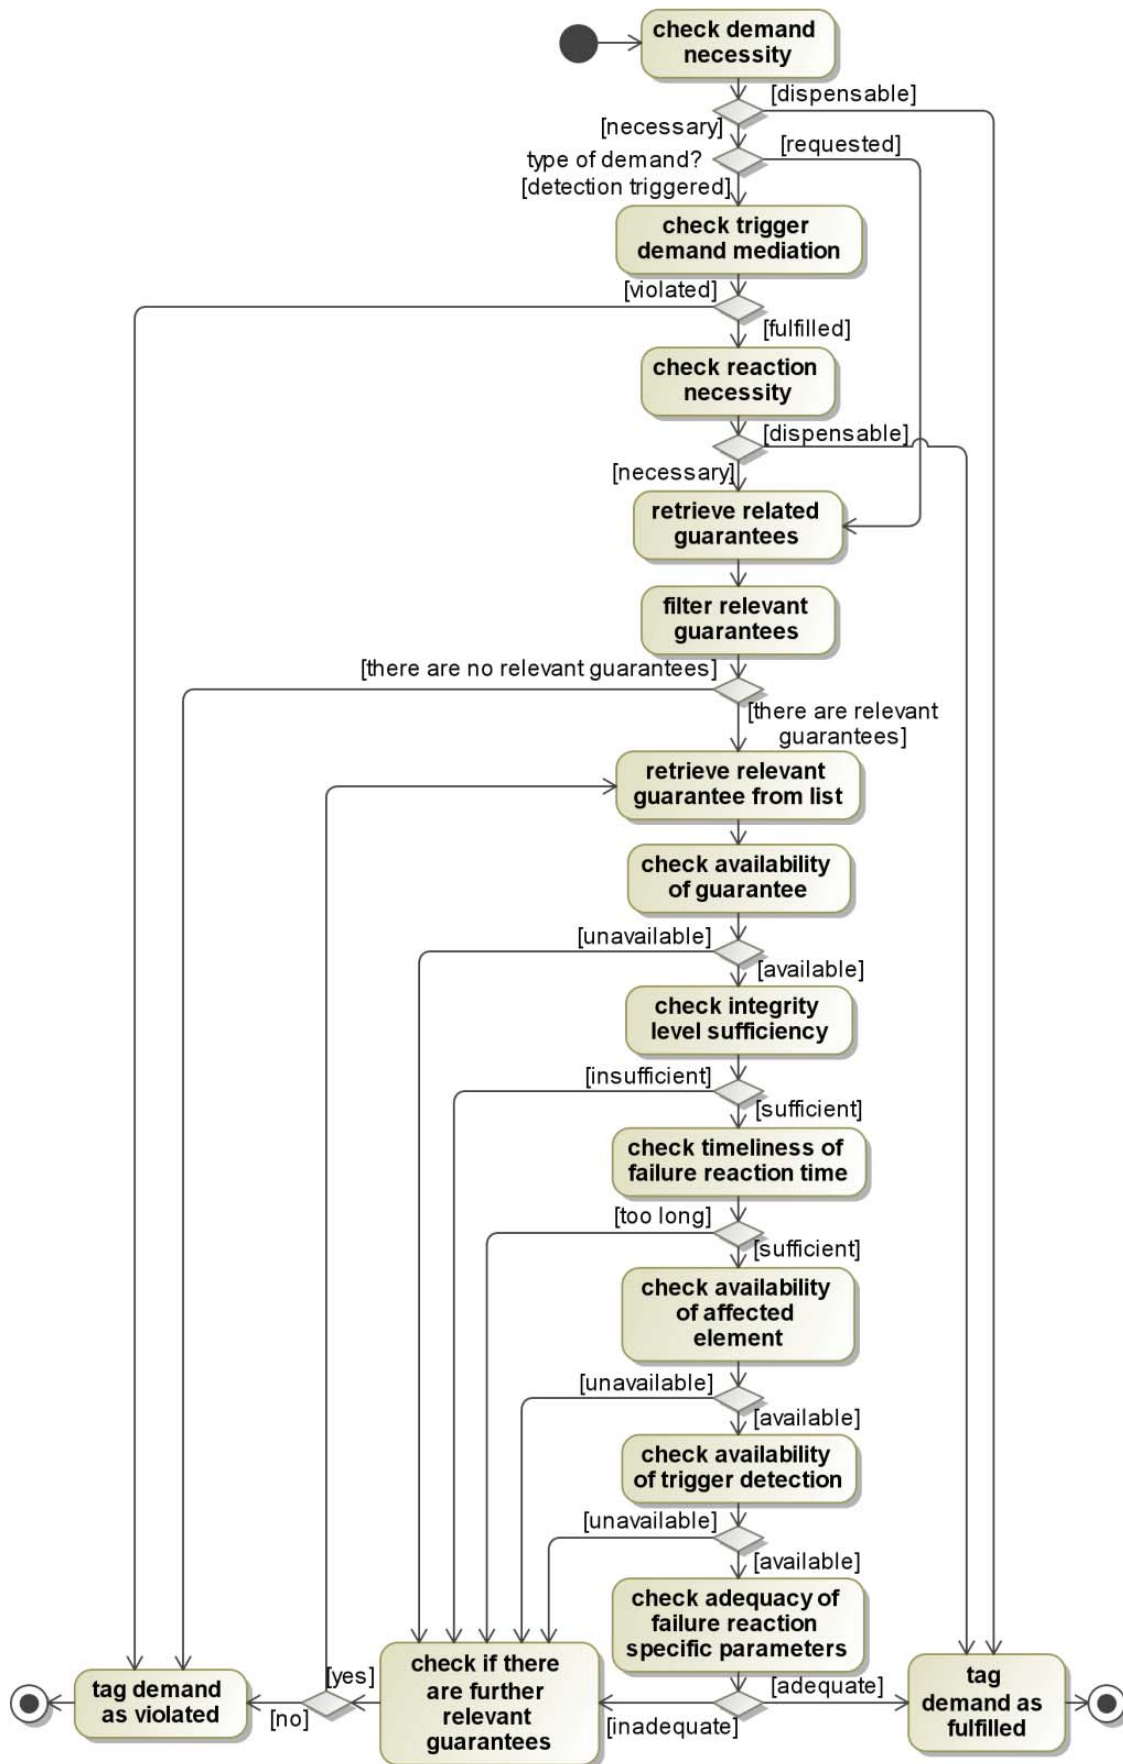 check demand
necessity
[dispensable]
[necessary]
type of demand?
[requested]
[detection triggered]
check trigger
demand mediation
[violated]
[fulfilled]
check reaction
necessity
[dispensable]
[necessary]
retrieve related
guarantees
filter relevant
guarantees
[there are no relevant guarantees]
[there are relevant
guarantees]
retrieve relevant
guarantee from list
check availability
of guarantee
[unavailable]
[available]
check integrity
level sufficiency
[insufficient]
[sufficient]
check timeliness of
failure reaction time
[too long]
[sufficient]
check availability
of affected
element
[unavailable]
[available]
check availability
of trigger detection
[unavailable]
[available]
check adequacy of
failure reaction
specific parameters
[adequate]
[inadequate]
check if there
are further
relevant
guarantees
[yes]
[no]
tag demand
as violated
tag
demand as
fulfilled